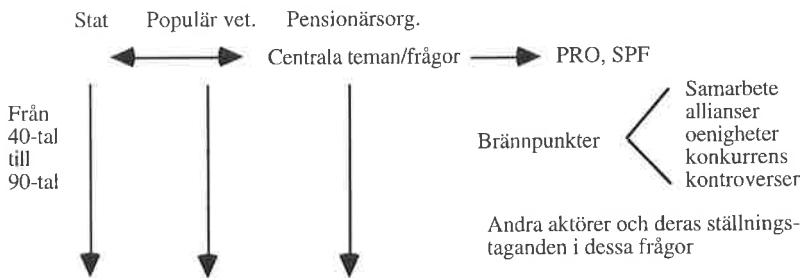 Stat Populär vet. Pensionärsorg.
Centrala teman/frågor PRO, SPF
Från
40-tal
till
90-tal
Brännpunkter
Samarbete
allianser
oenigheter
konkurrens
kontroverser
Andra aktörer och deras ställnings-
taganden i dessa frågor